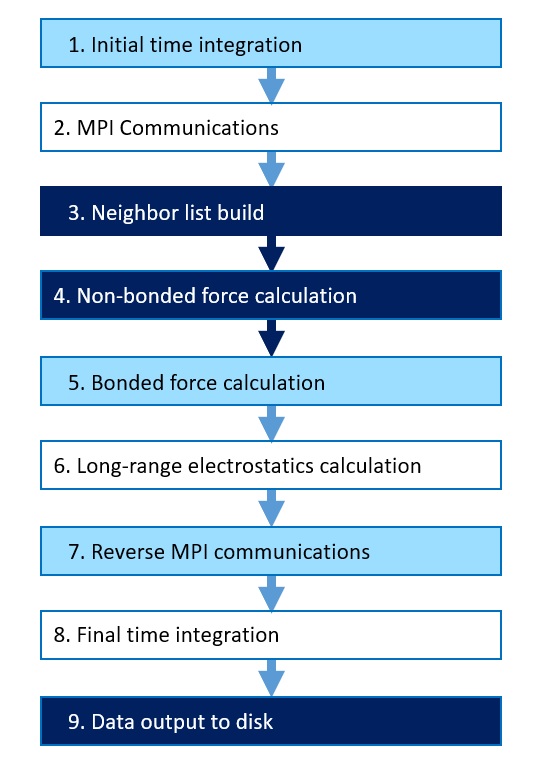 1. Initial time integration
2. MPI Communications
3. Neighbor list build
4. Non-bonded force calculation
5. Bonded force calculation
6. Long-range electrostatics calculation
7. Reverse MPI communications
8. Final time integration
9. Data output to disk